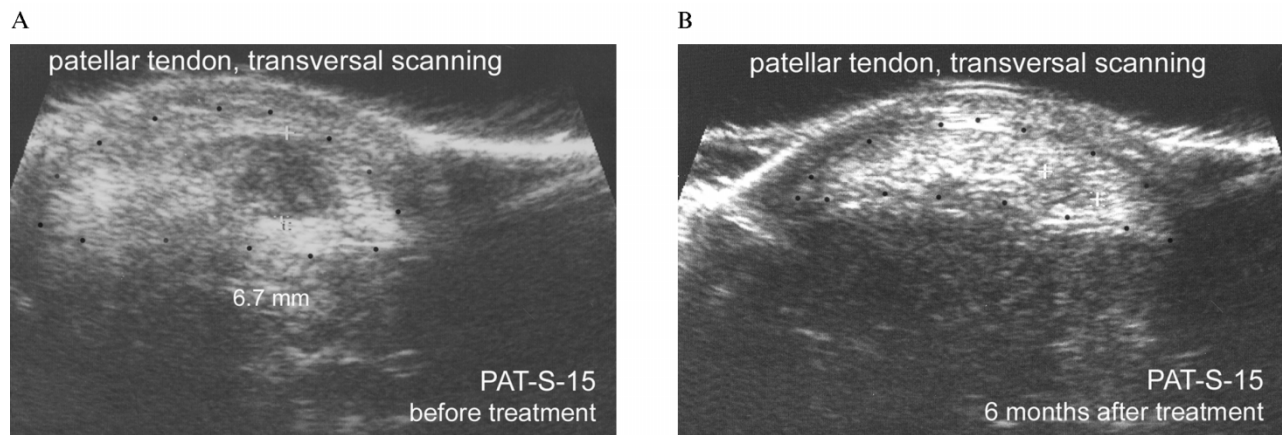 A
patellar tendon, transversal scanning
6.7 mm
PAT-S-15
before treatment
B
patellar tendon, transversal scanning
PAT-S-15
6 months after treatment